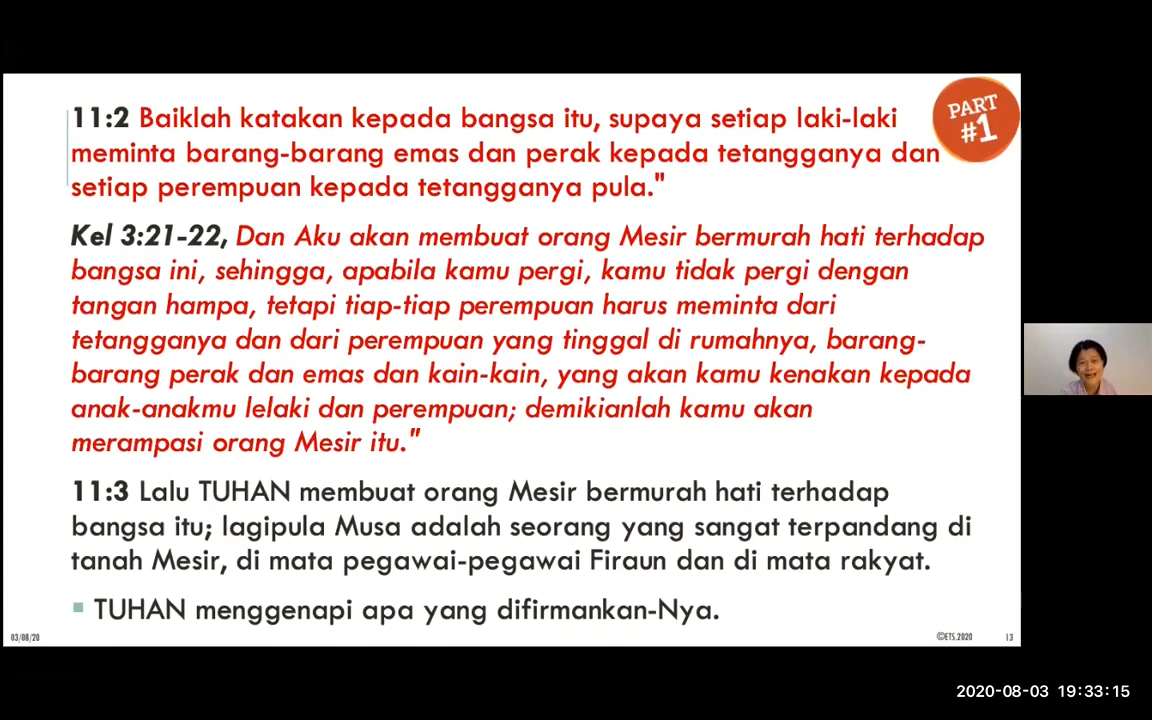 11:2 Baiklah katakan kepada bangsa itu, supaya setiap laki-laki
meminta barang-barang emas dan perak kepada tetangganya dan
setiap perempuan kepada tetangganya pula."
PART
#1
Kel 3:21-22, Dan Aku akan membuat orang Mesir bermurah hati terhadap
bangsa ini, sehingga, apabila kamu pergi, kamu tidak pergi dengan
tangan hampa, tetapi tiap-tiap perempuan harus meminta dari
tetangganya dan dari perempuan yang tinggal di rumahnya, barang-
barang perak dan emas dan kain-kain, yang akan kamu kenakan kepada
anak-anakmu lelaki dan perempuan; demikianlah kamu akan
merampasi orang Mesir itu."
11:3 Lalu TUHAN membuat orang Mesir bermurah hati terhadap
bangsa itu; lagipula Musa adalah seorang yang sangat terpandang di
tanah Mesir, di mata pegawai-pegawai Firaun dan di mata rakyat.
TUHAN menggenapi apa yang difirmankan-Nya.
03/08/20
©ETS.2020
13
2020-08-03 19:33:15